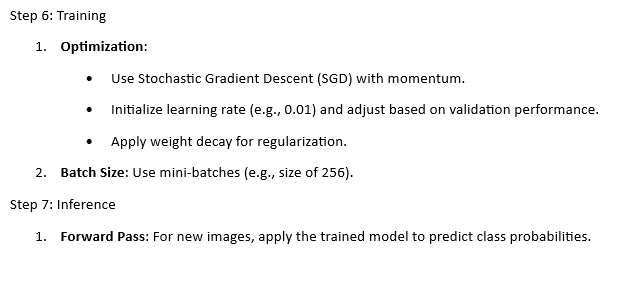 Step 6: Training
1. Optimization:
• Use Stochastic Gradient Descent (SGD) with momentum.
• Initialize learning rate (e.g., 0.01) and adjust based on validation performance.
• Apply weight decay for regularization.
2. Batch Size: Use mini-batches (e.g., size of 256).
Step 7: Inference
1. Forward Pass: For new images, apply the trained model to predict class probabilities.